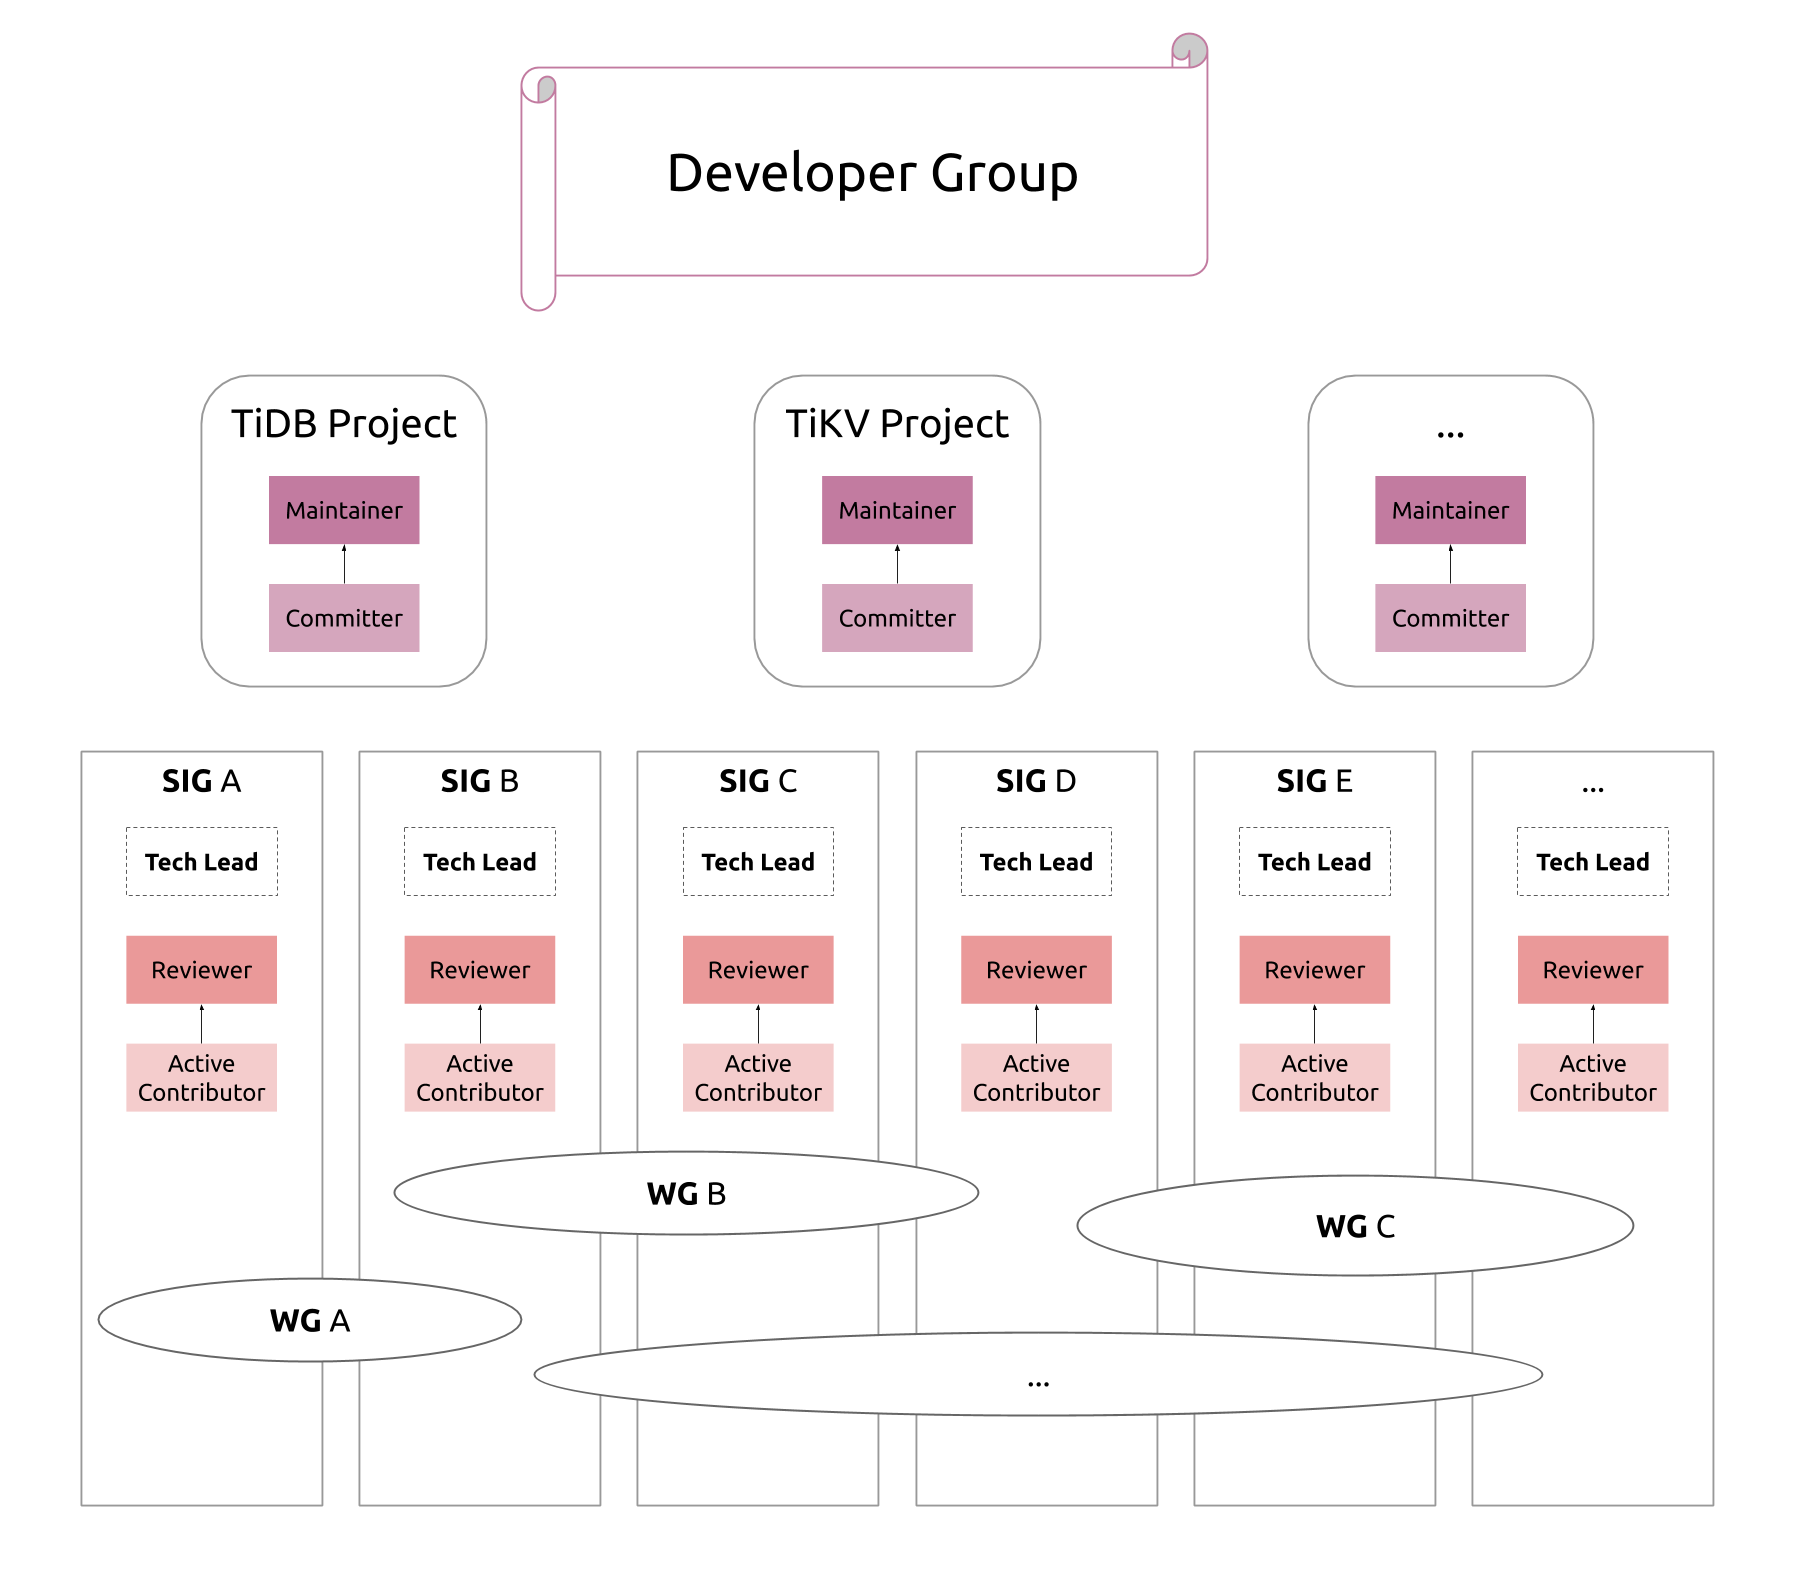 Developer Group
TiDB Project
Maintainer
Committer
TiKV Project
Maintainer
Committer
...
Maintainer
Committer
SIG A
Tech Lead
Reviewer
Active
Contributor
SIG B
Tech Lead
Reviewer
Active
Contributor
SIG C
Tech Lead
Reviewer
Active
Contributor
SIG D
Tech Lead
Reviewer
Active
Contributor
SIG E
Tech Lead
Reviewer
Active
Contributor
...
Tech Lead
Reviewer
Active
Contributor
WG B
WG C
WG A
...